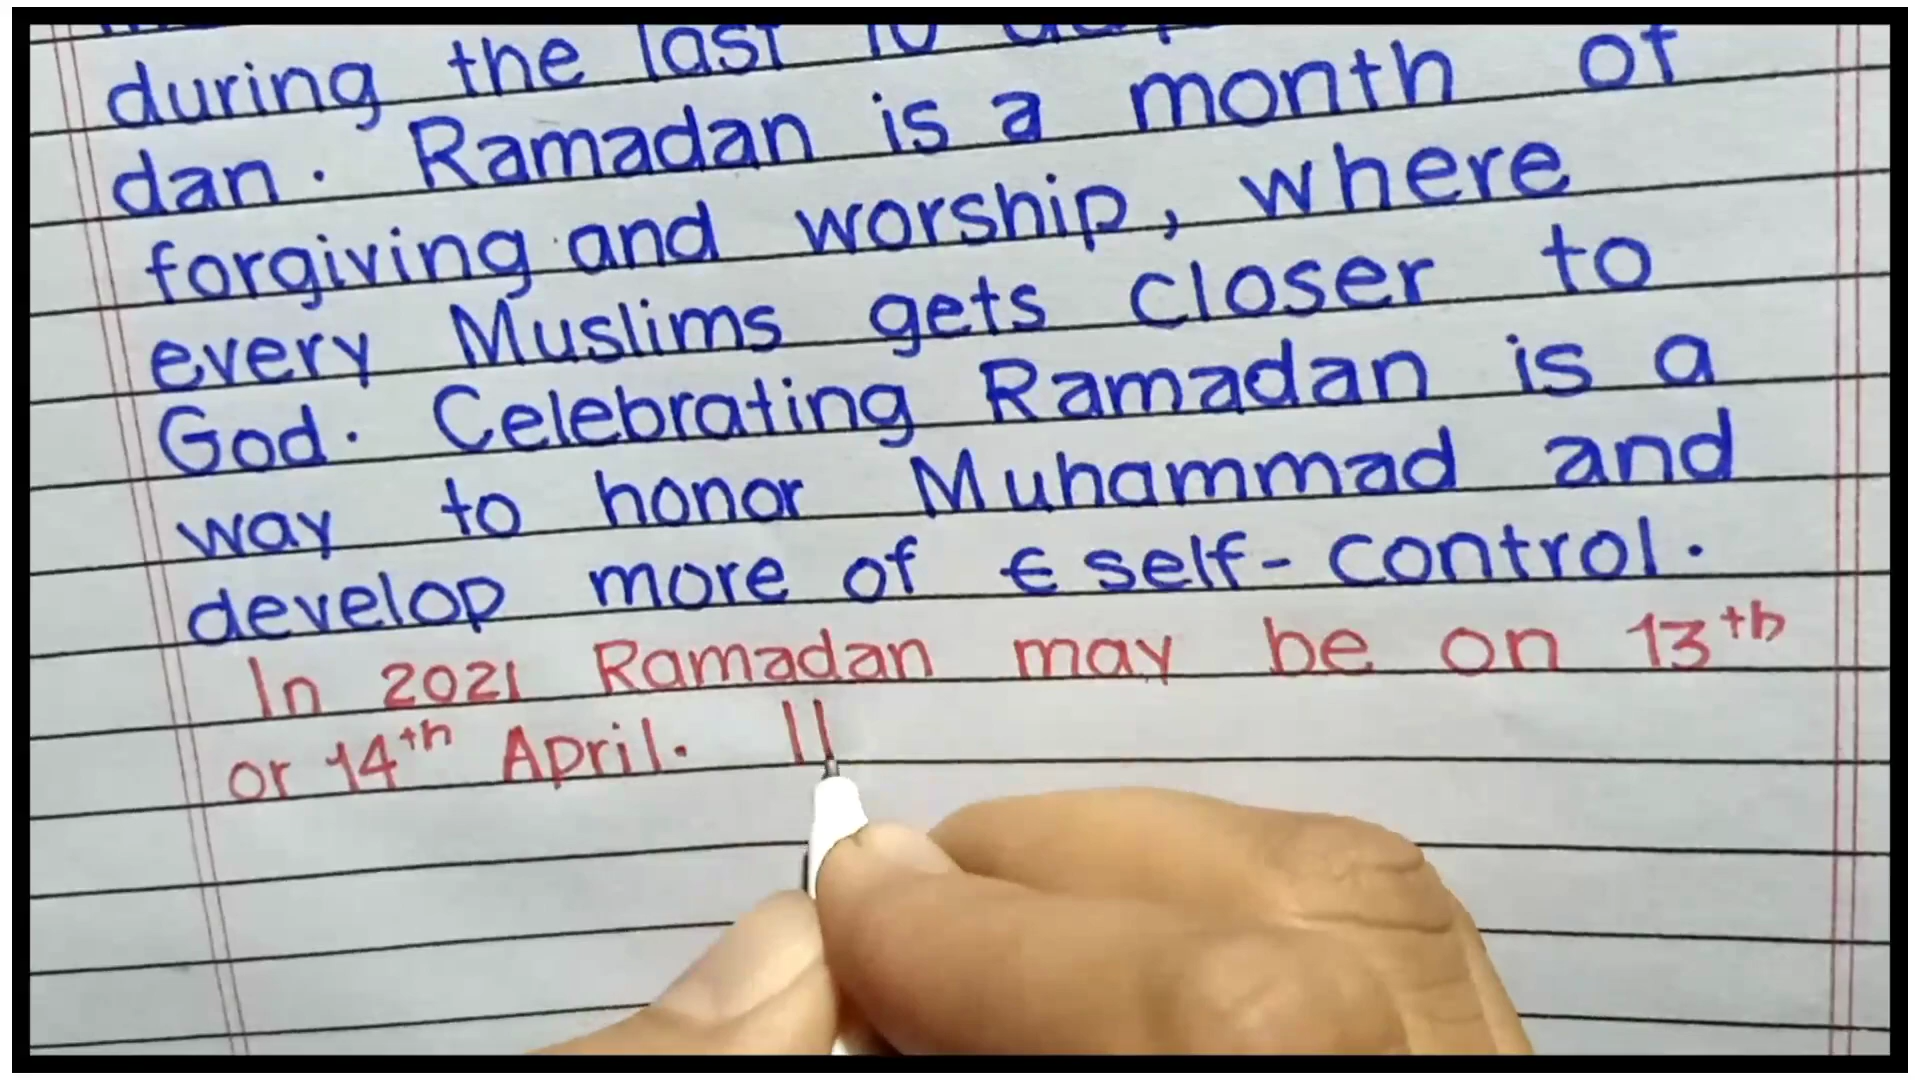 during the last 10
dan. Ramadan is a month of
forgiving and worship, where
every Muslims gets closer to
God. Celebrating Ramadan is a
way to honor Muhammad and
develop more of € self-control.
In 2021 Ramadan may be on 13th
or 14th April. ||